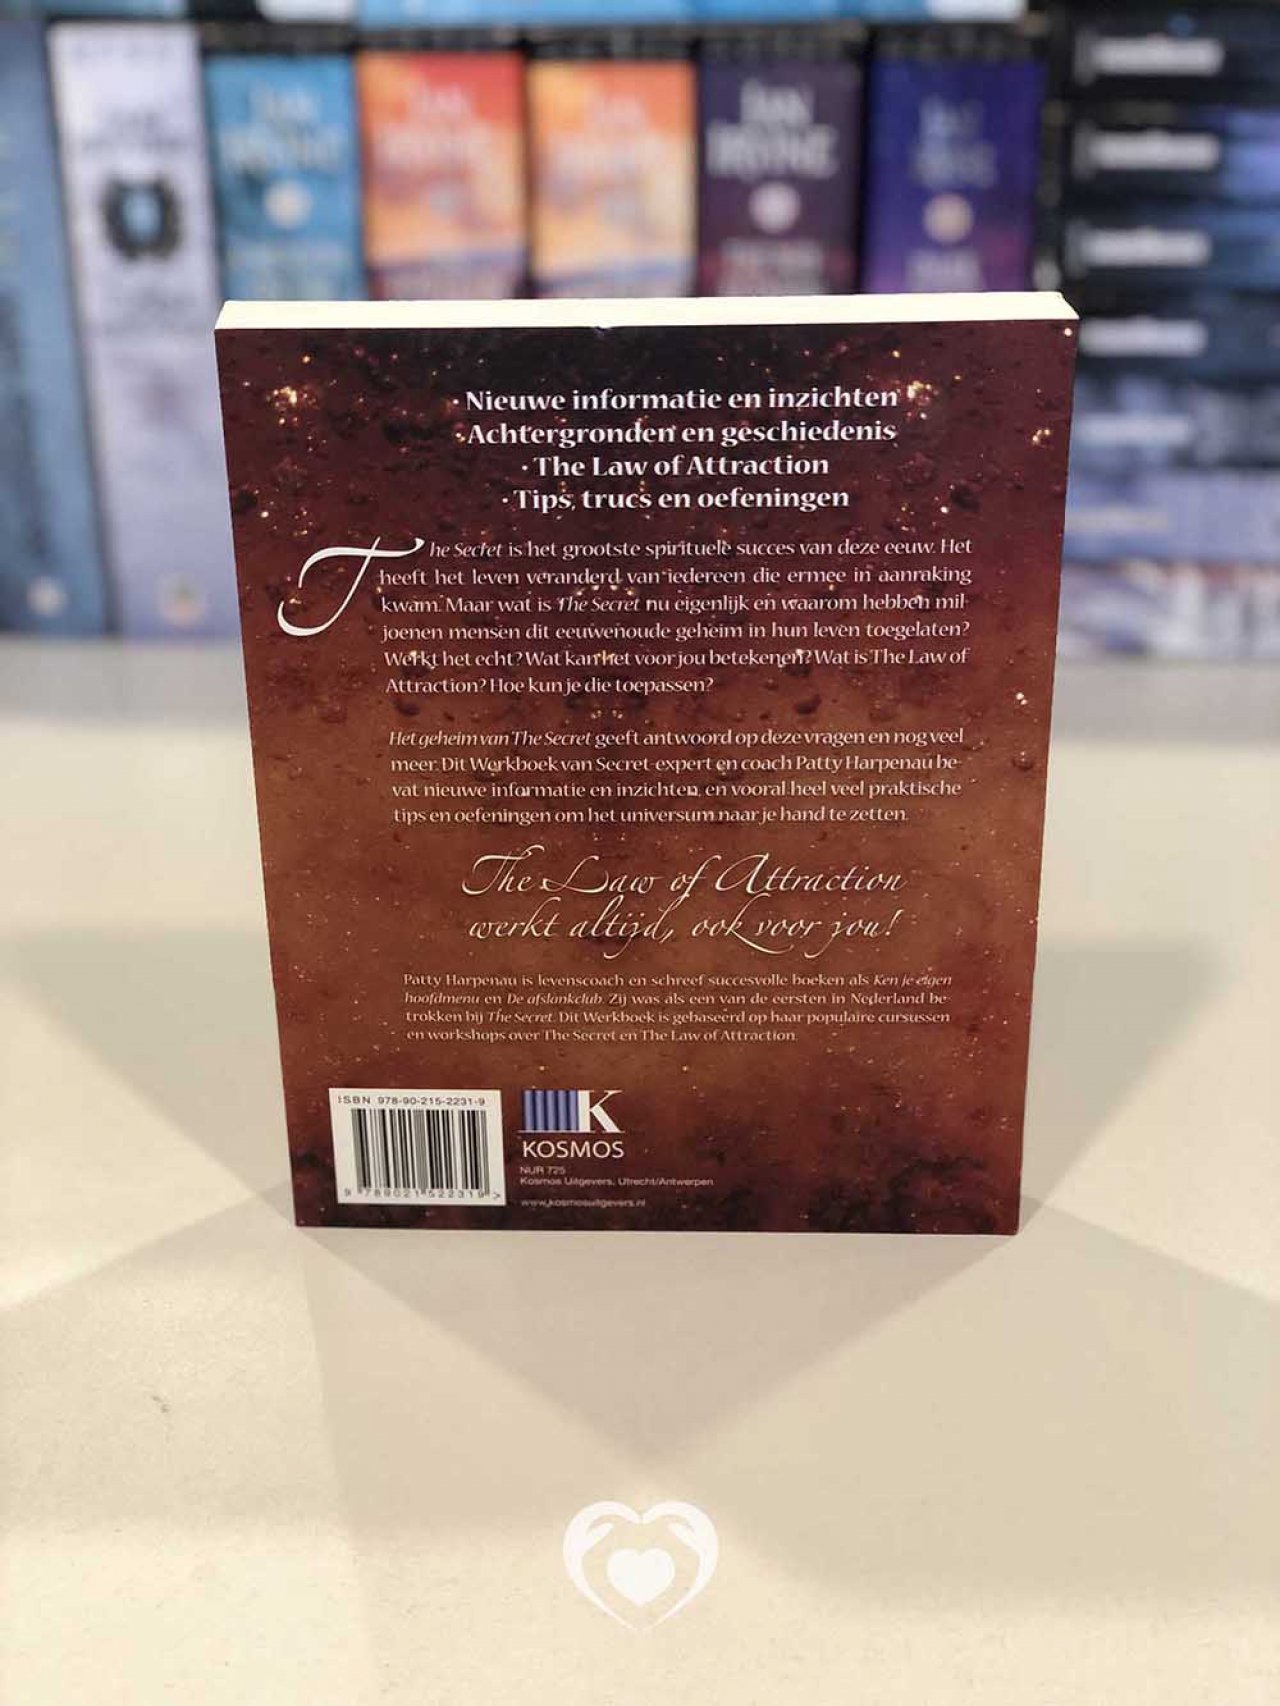 · Nieuwe informatie en inzichten
· Achtergronden en geschiedenis
· The Law of Attraction
· Tips, trucs en oefeningen
The Secret is het grootste spirituele succes van deze eeuw. Het
heeft het leven veranderd van iedereen die ermee in aanraking
kwam. Maar wat is The Secret nu eigenlijk en waarom hebben mil-
joenen mensen dit eeuwenoude geheim in hun leven toegelaten?
Werkt het echt? Wat kan het voor jou betekenen? Wat is The Law of
Attraction? Hoe kun je die toepassen?
Het geheim van The Secret geeft antwoord op deze vragen en nog veel
meer. Dit Werkboek van Secret-expert en coach Patty Harpenau be-
vat nieuwe informatie en inzichten, en vooral heel veel praktische
tips en oefeningen om het universum naar je hand te zetten.
The Law of Attraction
werkt altijd, ook voor jou!
Patty Harpenau is levenscoach en schreef succesvolle boeken als Ken je eigen
hoofdmenu en De afslankclub. Zij was als een van de eersten in Nederland be-
trokken bij The Secret. Dit Werkboek is gebaseerd op haar populaire cursussen
en workshops over The Secret en The Law of Attraction.
ISBN 978-90-215-2231-9
9 789021 522319 >
K
KOSMOS
NUR 725
Kosmos Uitgevers, Utrecht/Antwerpen
www.kosmosuitgevers.nl